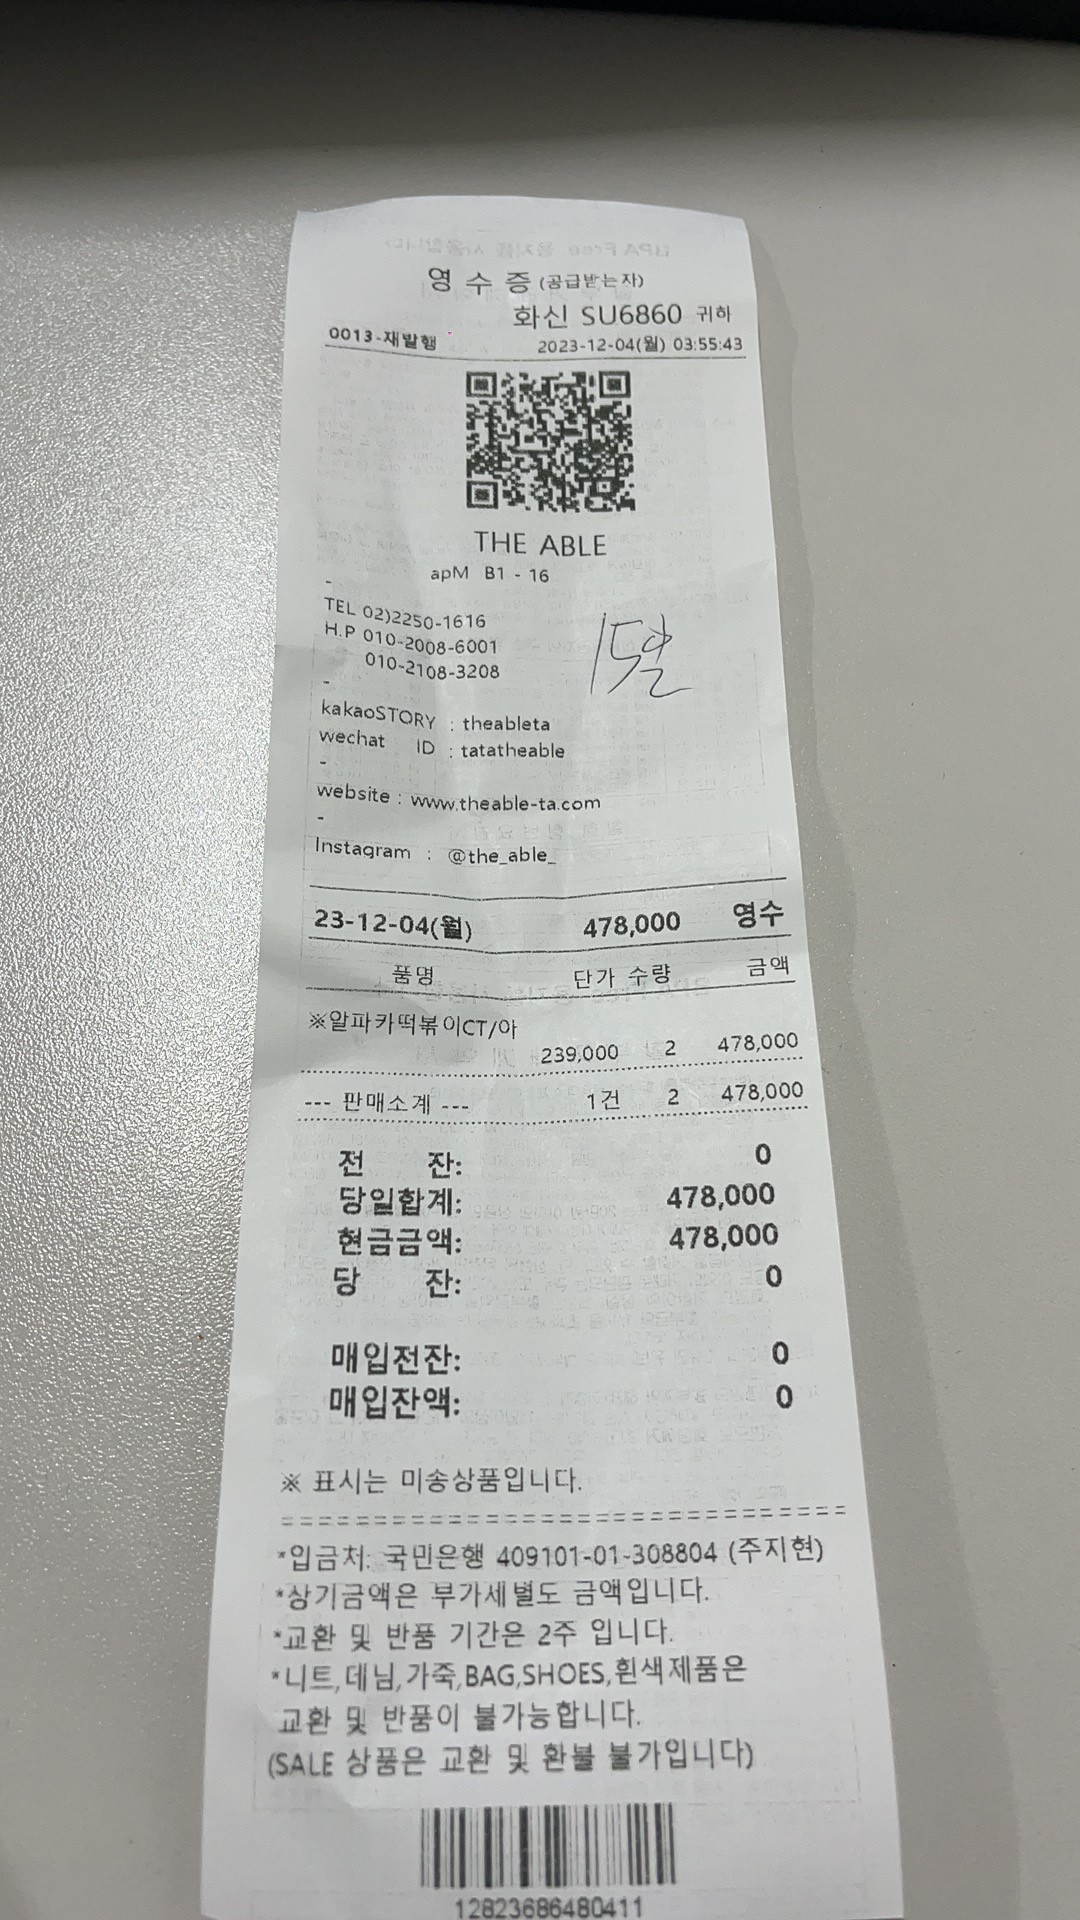 영 수 증 (공급받는자)
화신 SU6860 귀하
0013-재발행 2023-12-04(월) 03:55:43
THE ABLE
apM B1 - 16
-
TEL 02)2250-1616
H.P 010-2008-6001
010-2108-3208
-
kakaoSTORY : theableta
wechat ID : tatatheable
-
website : www.theable-ta.com
-
Instagram : @the_able_
23-12-04(월) 478,000 영수
품명 단가 수량 금액
※알파카떡볶이CT/아
239,000 2 478,000
--- 판매소계 --- 1건 2 478,000
전 잔: 0
당일합계: 478,000
현금금액: 478,000
당 잔: 0
매입전잔: 0
매입잔액: 0
※ 표시는 미송상품입니다.
*입금처: 국민은행 409101-01-308804 (주지현)
*상기금액은 부가세별도 금액입니다.
*교환 및 반품 기간은 2주 입니다.
*니트,데님,가죽,BAG,SHOES,흰색제품은
교환 및 반품이 불가능합니다.
(SALE 상품은 교환 및 환불 불가입니다)
12823686480411